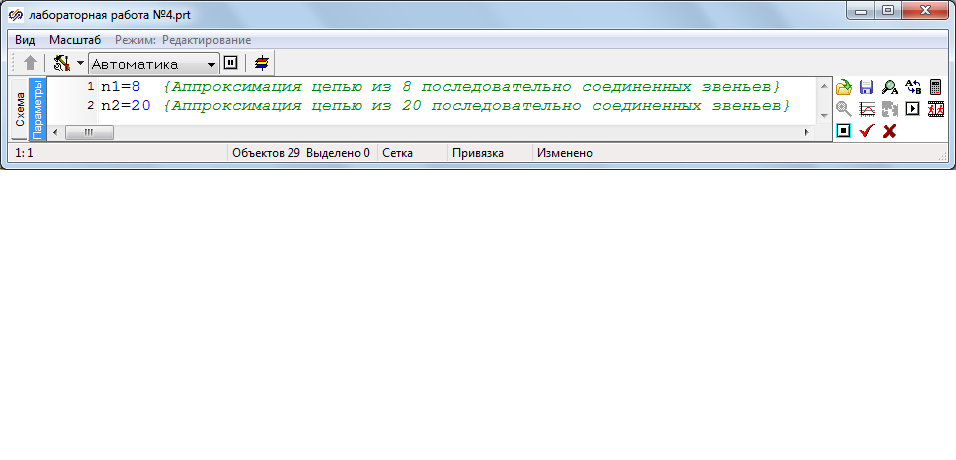 лабораторная работа №4.prt
Вид Масштаб Режим: Редактирование
Автоматика
Схема
Параметры
1 n1=8 {Аппроксимация цепью из 8 последовательно соединенных звеньев}
2 n2=20 {Аппроксимация цепью из 20 последовательно соединенных звеньев}
1:1 Объектов 29 Выделено 0 Сетка Привязка Изменено